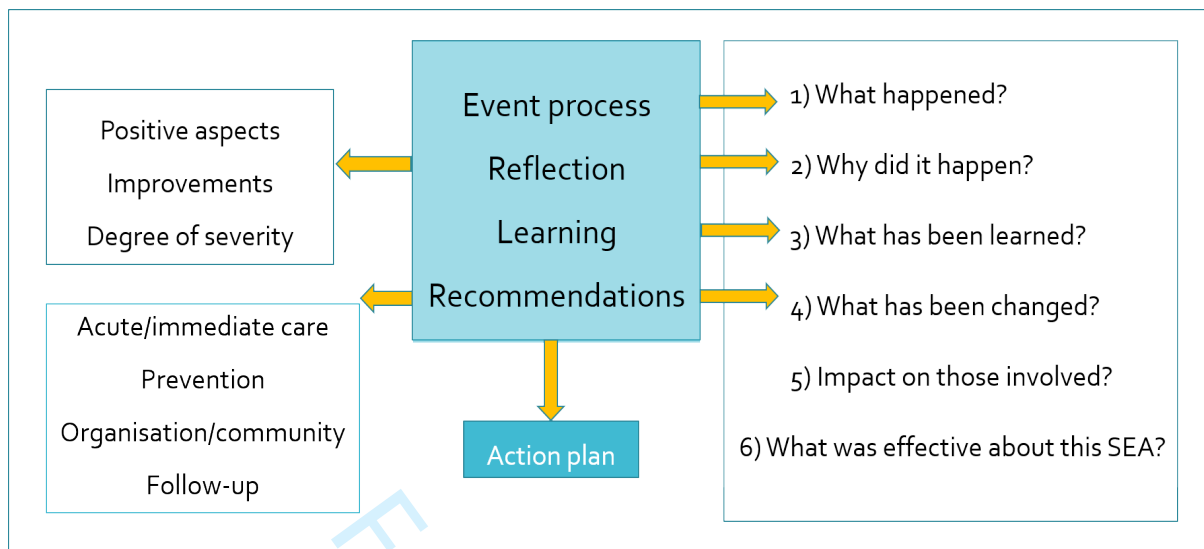 Positive aspects
Improvements
Degree of severity
Acute/immediate care
Prevention
Organisation/community
Follow-up
Event process
Reflection
Learning
Recommendations
Action plan
1) What happened?
2) Why did it happen?
3) What has been learned?
4) What has been changed?
5) Impact on those involved?
6) What was effective about this SEA?
F